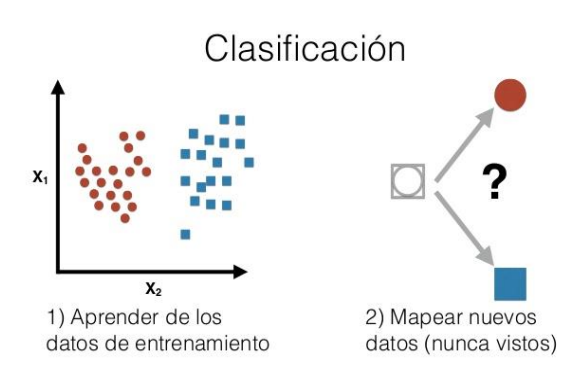 Clasificación
X₁
X₂
?
1) Aprender de los
datos de entrenamiento
2) Mapear nuevos
datos (nunca vistos)